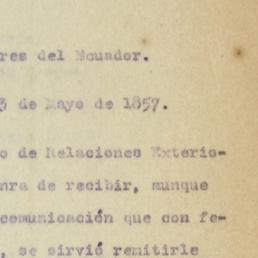 res del Ecuador.
3 de Mayo de 1857.
o de Relaciones Exterio-
nra de recibir, aunque
comunicación que con fe-
, se sirvió remitirle